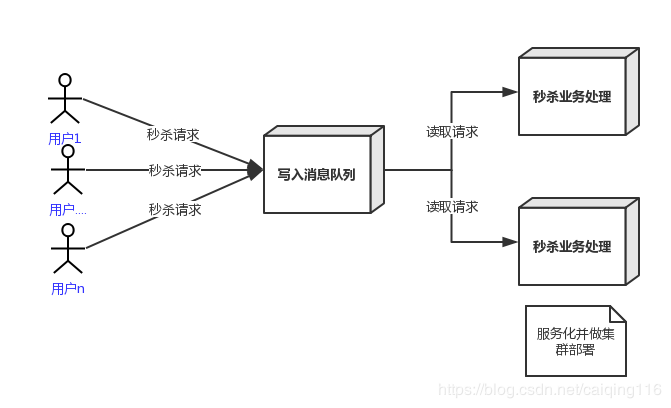 用户1
用户....
用户n
秒杀请求
秒杀请求
秒杀请求
写入消息队列
读取请求
读取请求
秒杀业务处理
秒杀业务处理
服务化并做集
群部署
https://blog.csdn.net/caiqing116